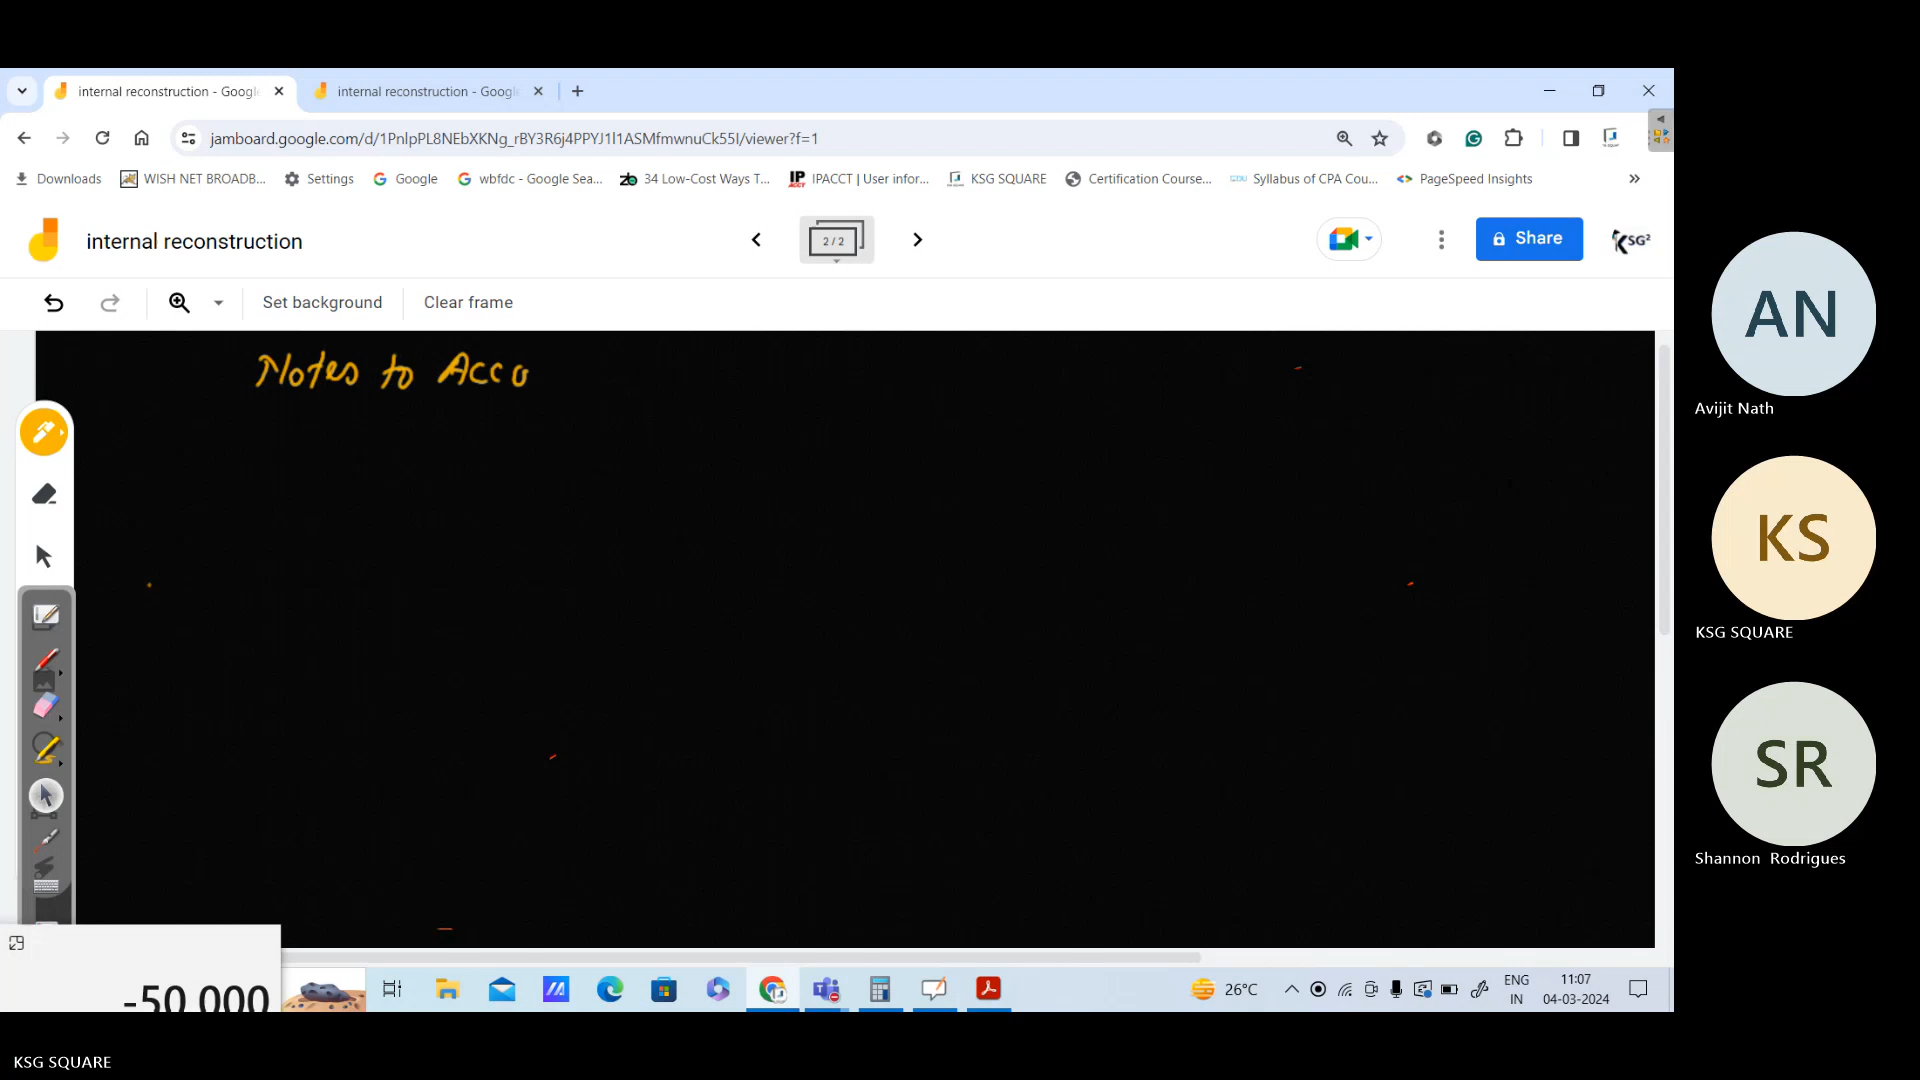 internal reconstruction - Google
internal reconstruction - Goog
jamboard.google.com/d/1PnlpPL8NEbXKNg_rBY3R6j4PPYJ1l1ASMfmwnuCk55I/viewer?f=1
Downloads WISH NET BROADB... Settings Google wbfdc - Google Sea... 34 Low-Cost Ways T... IPACCT | User infor... KSG SQUARE Certification Course... Syllabus of CPA Cou... PageSpeed Insights
internal reconstruction
2 / 2
Share
KSG²
Set background Clear frame
Notes to Acco
AN
Avijit Nath
KS
KSG SQUARE
SR
Shannon Rodrigues
-50,000
26°C
ENG
IN
11:07
04-03-2024
KSG SQUARE